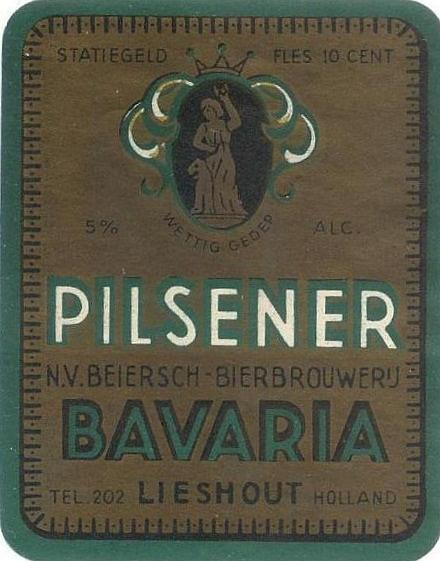 STATIEGELD FLES 10 CENT
5% WETTIG GEDEP ALC.
PILSENER
N.V. BEIERSCH-BIERBROUWERIJ
BAVARIA
TEL. 202 LIESHOUT HOLLAND